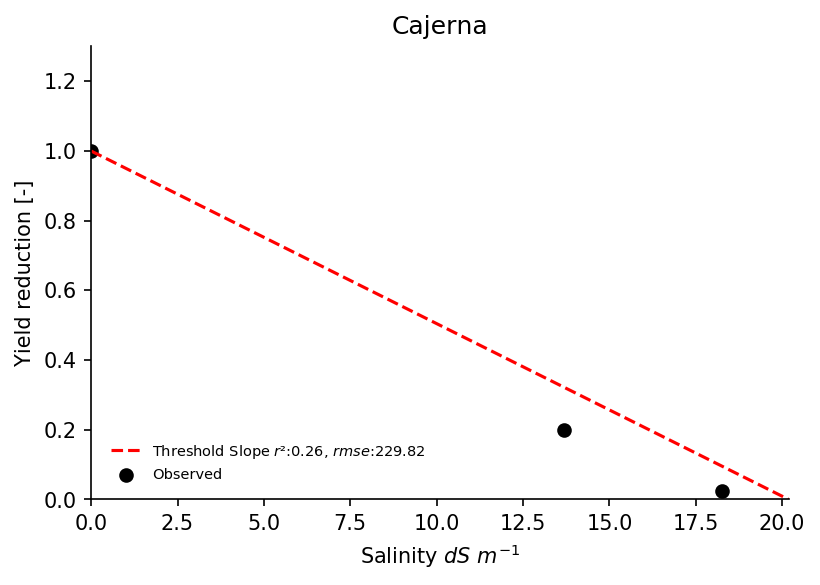 Cajerna
Yield reduction [-]
1.2
1.0
0.8
0.6
0.4
0.2
0.0
Threshold Slope r²:0.26, rmse:229.82
Observed
0.0 2.5 5.0 7.5 10.0 12.5 15.0 17.5 20.0
Salinity dS m⁻¹